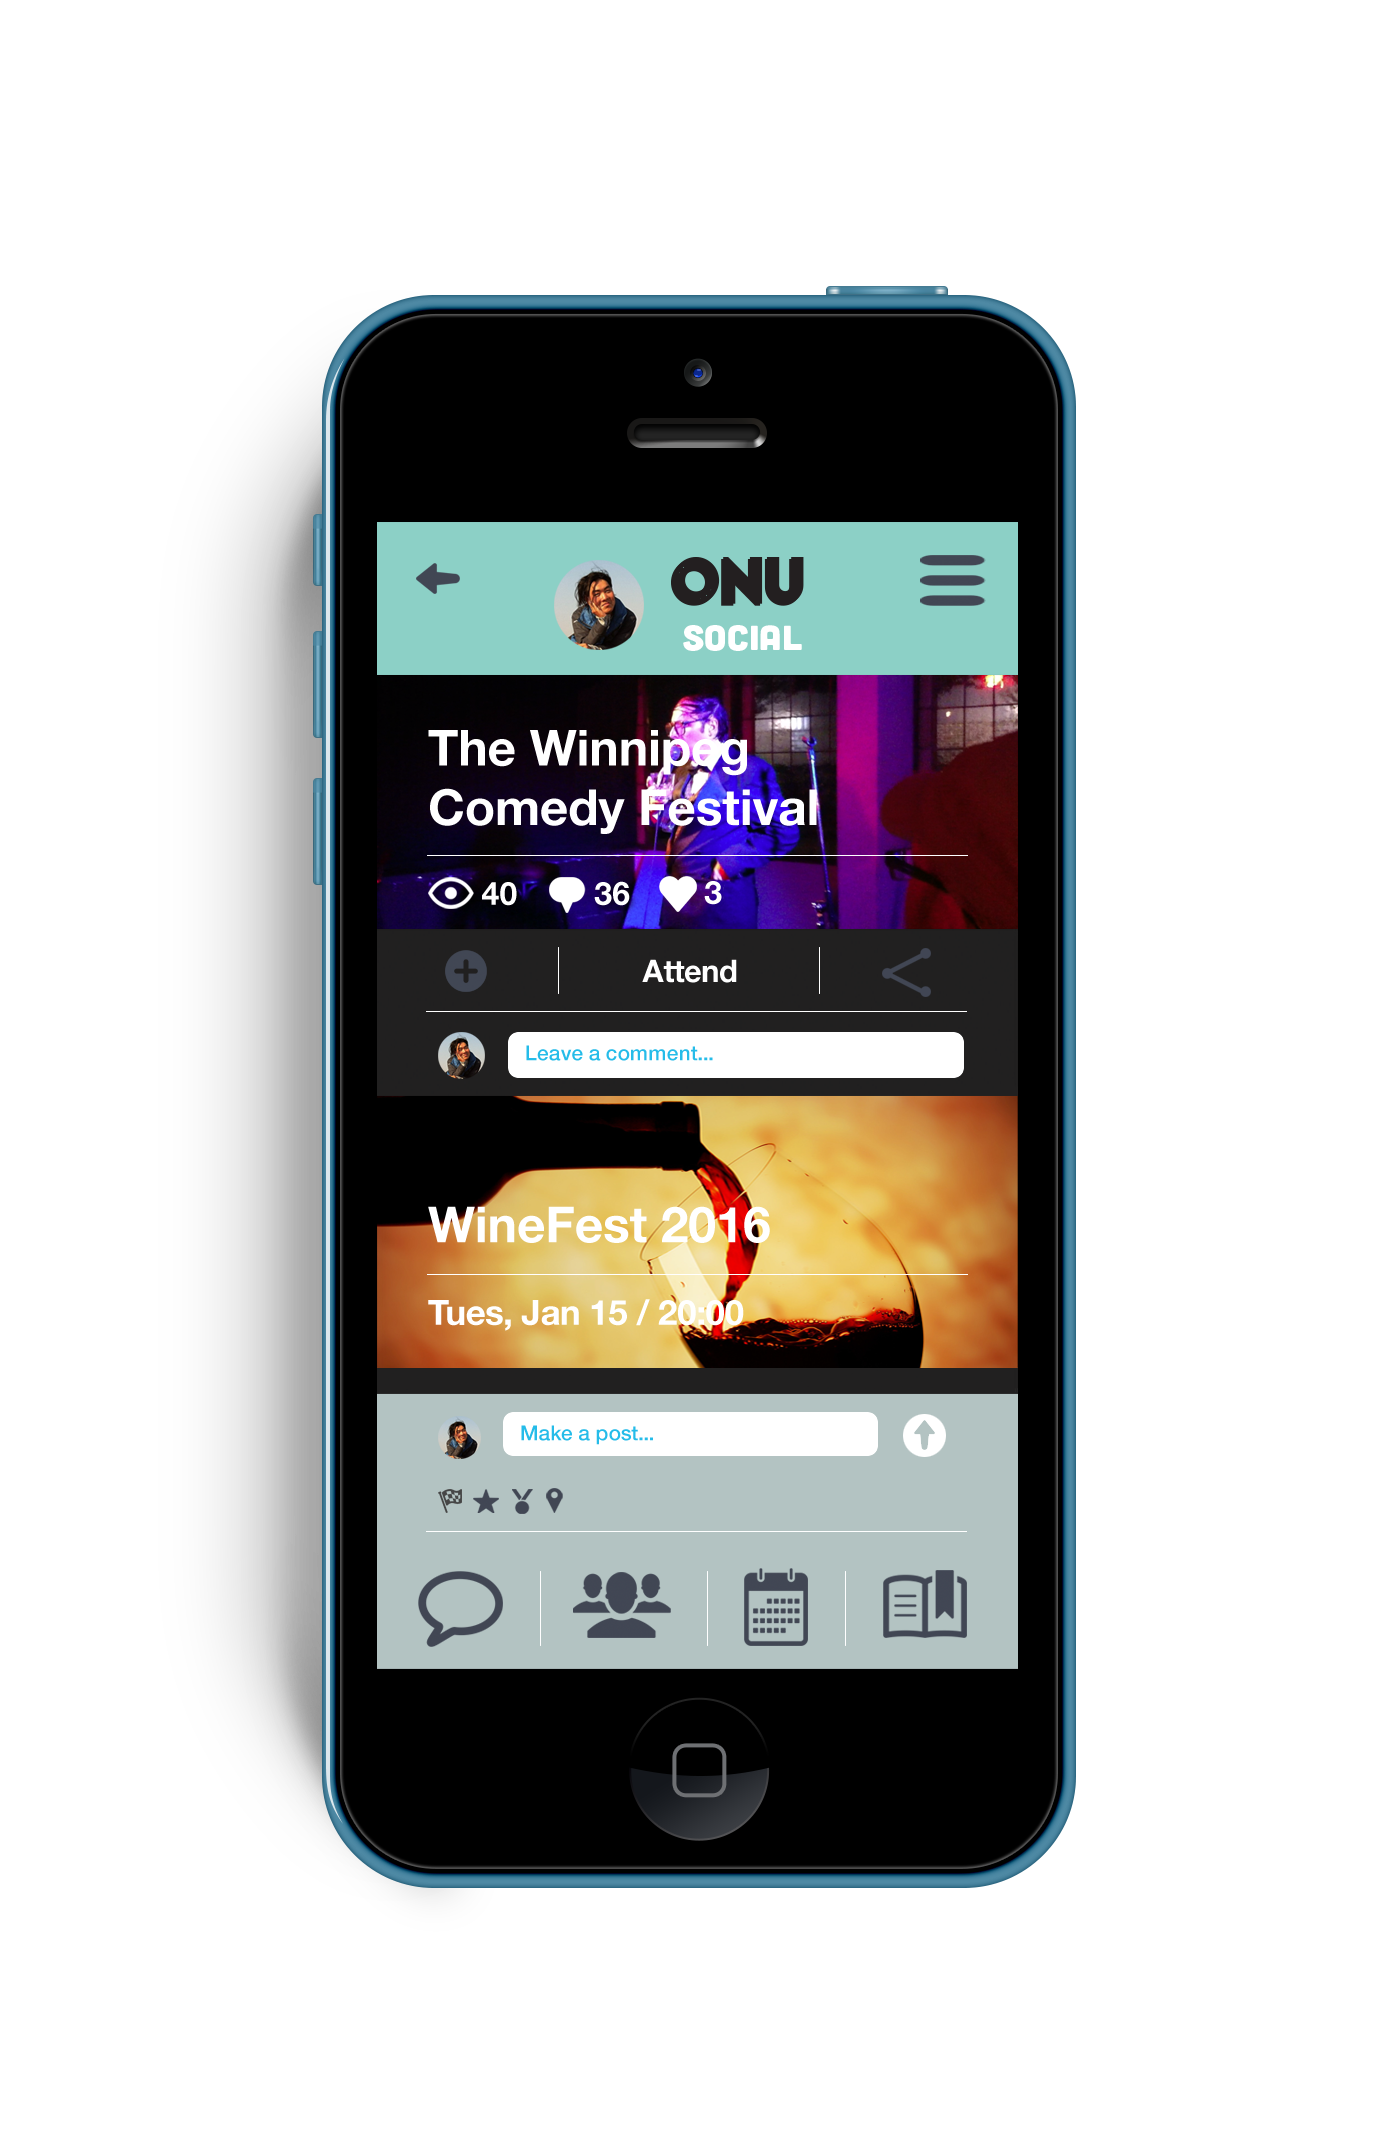 ONU
SOCIAL
The Winnipeg
Comedy Festival
40 36 3
Attend
Leave a comment...
WineFest 2016
Tues, Jan 15 / 20:00
Make a post...